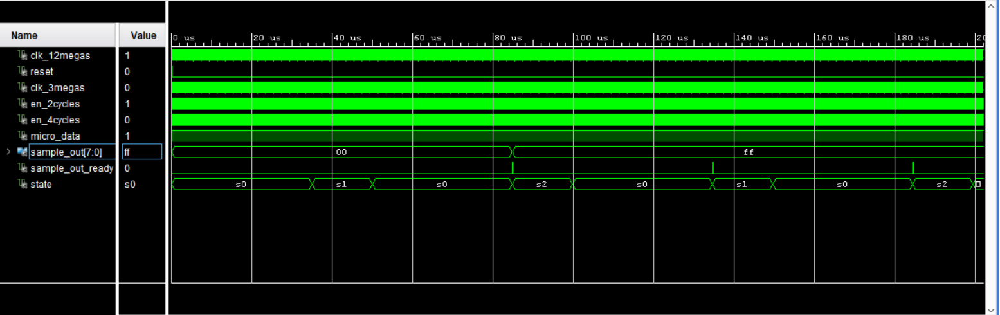 Name Value
0 us 20 us 40 us 60 us 80 us 100 us 120 us 140 us 160 us 180 us 20
clk_12megas 1
reset 0
clk_3megas 0
en_2cycles 1
en_4cycles 0
micro_data 1
sample_out[7:0] ff 00 ff
sample_out_ready 0
state s0 s0 s1 s0 s2 s0 s1 s0 s2